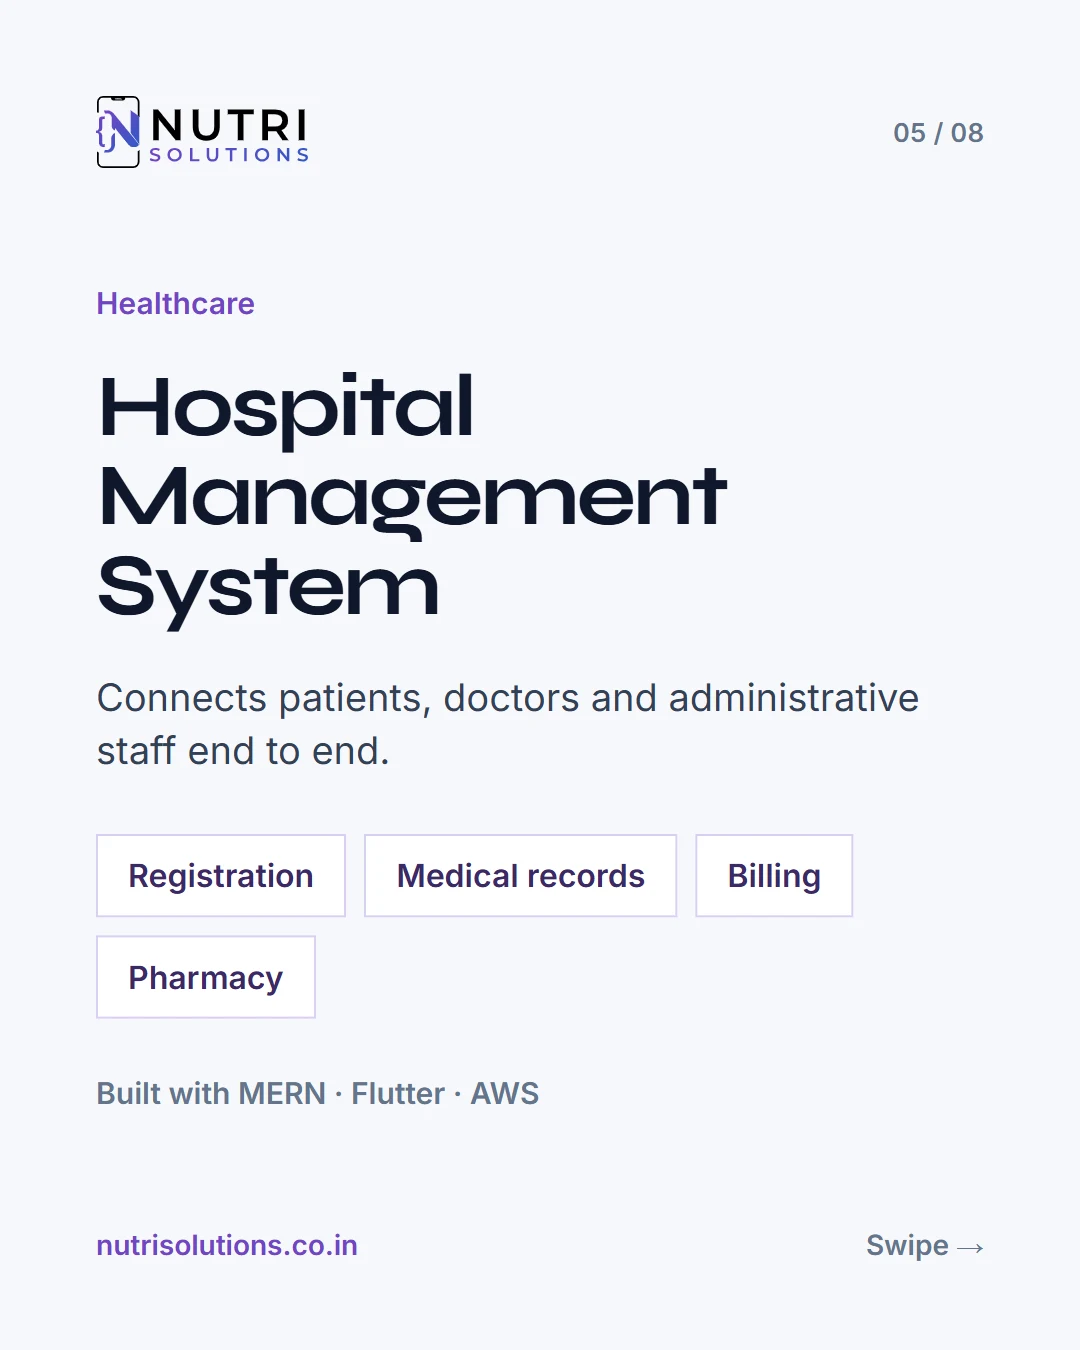 NUTRI
SOLUTIONS
05 / 08
Healthcare
Hospital
Management
System
Connects patients, doctors and administrative
staff end to end.
Registration
Medical records
Billing
Pharmacy
Built with MERN · Flutter · AWS
nutrisolutions.co.in
Swipe →